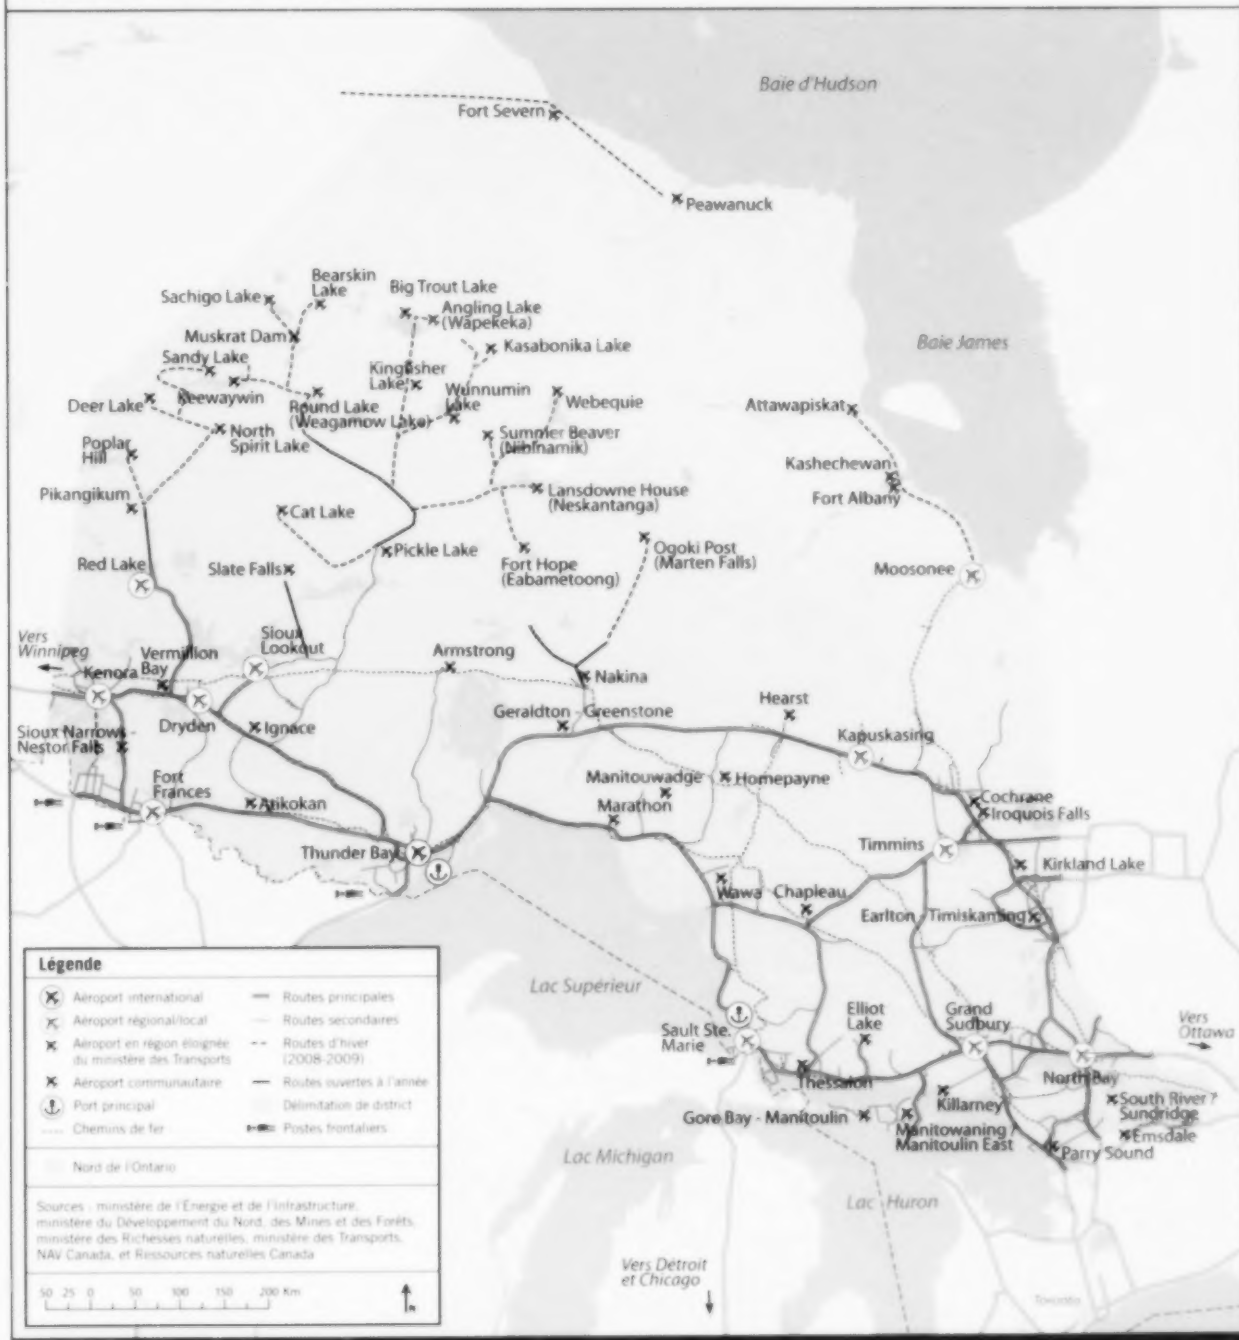 Baie d'Hudson
Fort Severn
Peawanuck
Bearskin
Lake
Big Trout Lake
Sachigo Lake
Angling Lake
(Wapekeka)
Muskrat Dam
Baie James
Kasabonika Lake
Sandy Lake
Kingfisher
Lake
Keewaywin
Wunnumin
Lake
Deer Lake
Round Lake
(Weagamow Lake)
Webequie
Attawapiskat
North
Spirit Lake
Summer Beaver
(Nibinamik)
Poplar
Hill
Kashechewan
Pikangikum
Lansdowne House
(Neskantanga)
Fort Albany
Cat Lake
Pickle Lake
Ogoki Post
(Marten Falls)
Fort Hope
(Eabametoong)
Red Lake
Slate Falls
Moosonee
Vers
Winnipeg
Sioux
Lookout
Vermillion
Bay
Armstrong
Kenora
Nakina
Hearst
Geraldton - Greenstone
Dryden
Ignace
Sioux Narrows
Nestor Falls
Kapuskasing
Fort
Frances
Manitouwadge
Homepayne
Atikokan
Marathon
Cochrane
Iroquois Falls
Thunder Bay
Timmins
Kirkland Lake
Wawa
Chapleau
Earlton - Timiskaming
Lac Supérieur
Elliot
Lake
Grand
Sudbury
Vers
Ottawa
Sault Ste.
Marie
Thessalon
North Bay
Killarney
South River ?
Sundridge
Gore Bay - Manitoulin
Manitowaning
Manitoulin East
Emsdale
Parry Sound
Lac Michigan
Lac Huron
Vers Détroit
et Chicago
Toronto
Légende
Aéroport international
Aéroport régional/local
Aéroport en région éloignée
du ministère des Transports
Aéroport communautaire
Port principal
Chemins de fer
Routes principales
Routes secondaires
Routes d'hiver
(2008-2009)
Routes ouvertes à l'année
Délimitation de district
Postes frontaliers
Nord de l'Ontario
Sources : ministère de l'Énergie et de l'Infrastructure,
ministère du Développement du Nord, des Mines et des Forêts,
ministère des Richesses naturelles, ministère des Transports,
NAV Canada, et Ressources naturelles Canada
50 25 0 50 100 150 200 Km
N